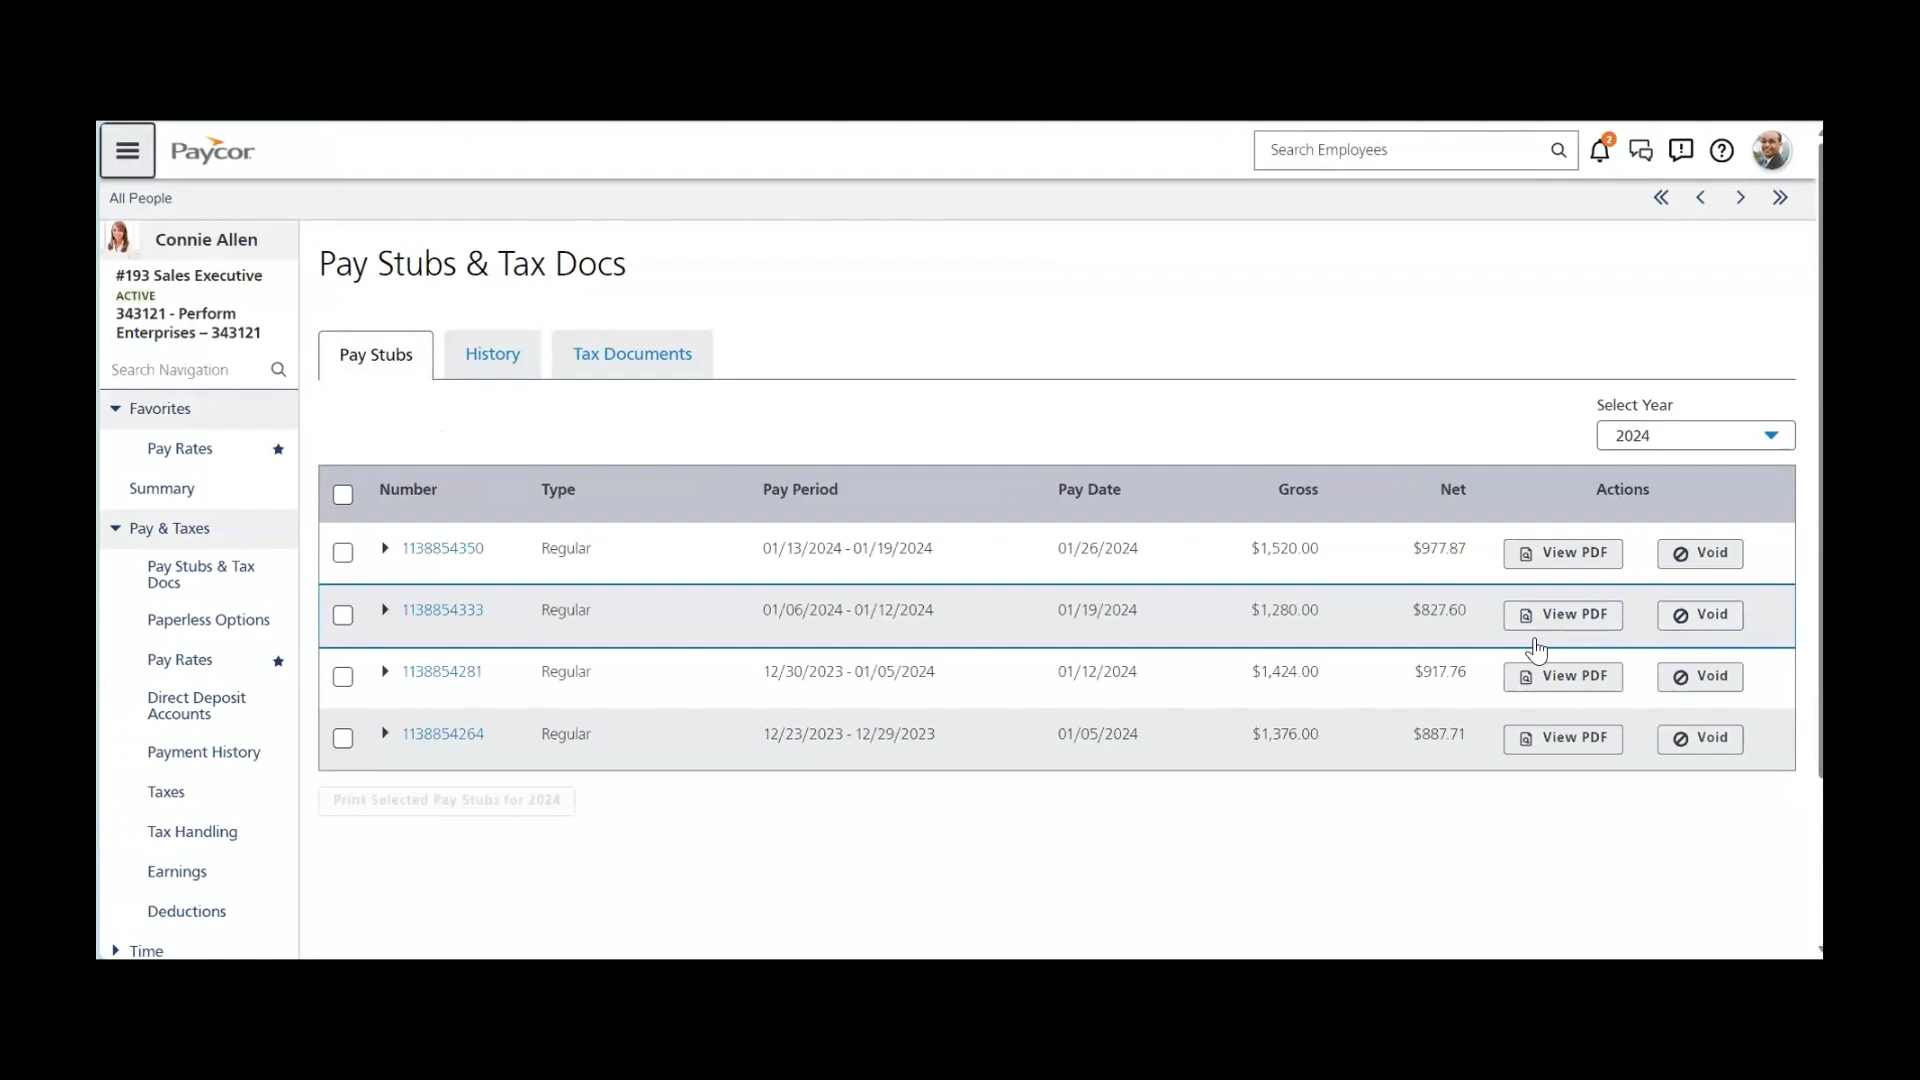 Paycor
Search Employees
2
All People
Connie Allen
#193 Sales Executive
ACTIVE
343121 - Perform
Enterprises – 343121
Search Navigation
Favorites
Pay Rates
Summary
Pay & Taxes
Pay Stubs & Tax
Docs
Paperless Options
Pay Rates
Direct Deposit
Accounts
Payment History
Taxes
Tax Handling
Earnings
Deductions
Time
Pay Stubs & Tax Docs
Pay Stubs History Tax Documents
Select Year
2024
Number Type Pay Period Pay Date Gross Net Actions
1138854350 Regular 01/13/2024 - 01/19/2024 01/26/2024 $1,520.00 $977.87 View PDF Void
1138854333 Regular 01/06/2024 - 01/12/2024 01/19/2024 $1,280.00 $827.60 View PDF Void
1138854281 Regular 12/30/2023 - 01/05/2024 01/12/2024 $1,424.00 $917.76 View PDF Void
1138854264 Regular 12/23/2023 - 12/29/2023 01/05/2024 $1,376.00 $887.71 View PDF Void
Print Selected Pay Stubs for 2024